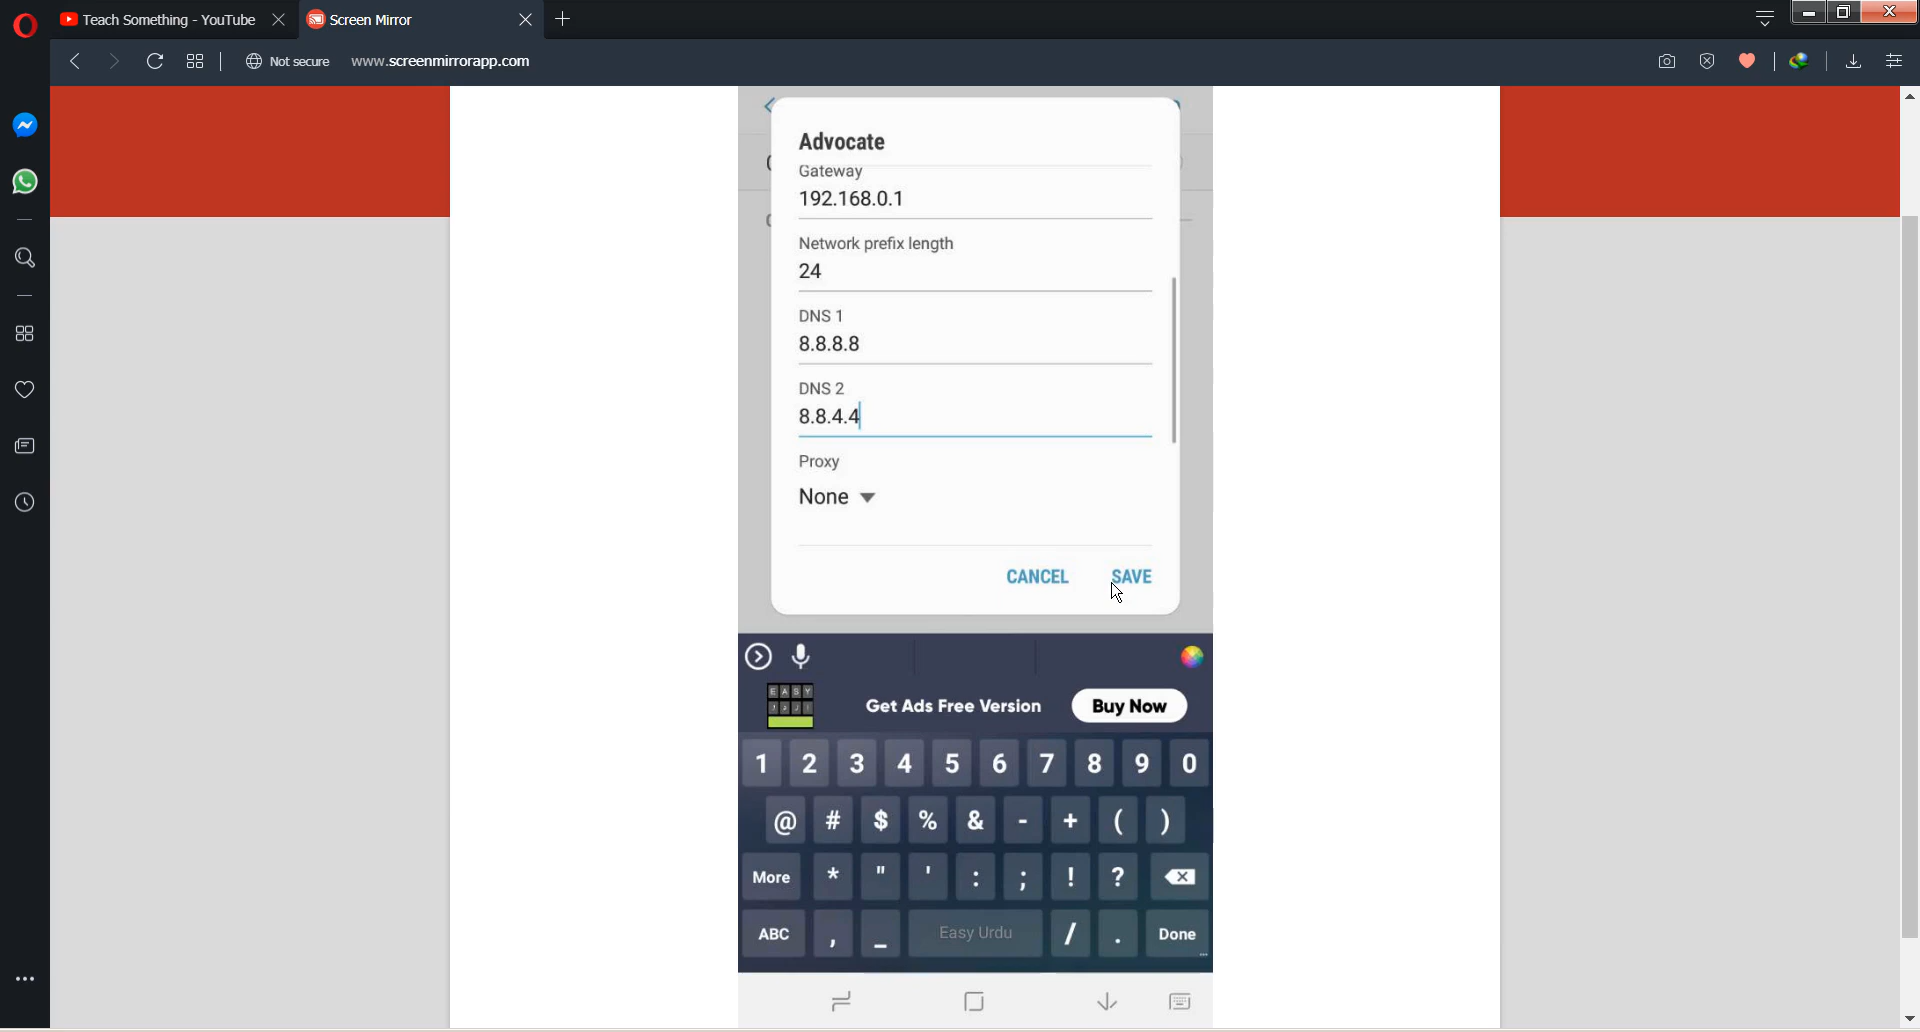 Teach Something - YouTube
Screen Mirror
Not secure
www.screenmirrorapp.com
Advocate
Gateway
192.168.0.1
Network prefix length
24
DNS 1
8.8.8.8
DNS 2
8.8.4.4
Proxy
None
CANCEL SAVE
EASY
Get Ads Free Version
Buy Now
1 2 3 4 5 6 7 8 9 0
@ # $ % & - + ( )
More * " ' : ; ! ?
ABC , _ Easy Urdu / . Done